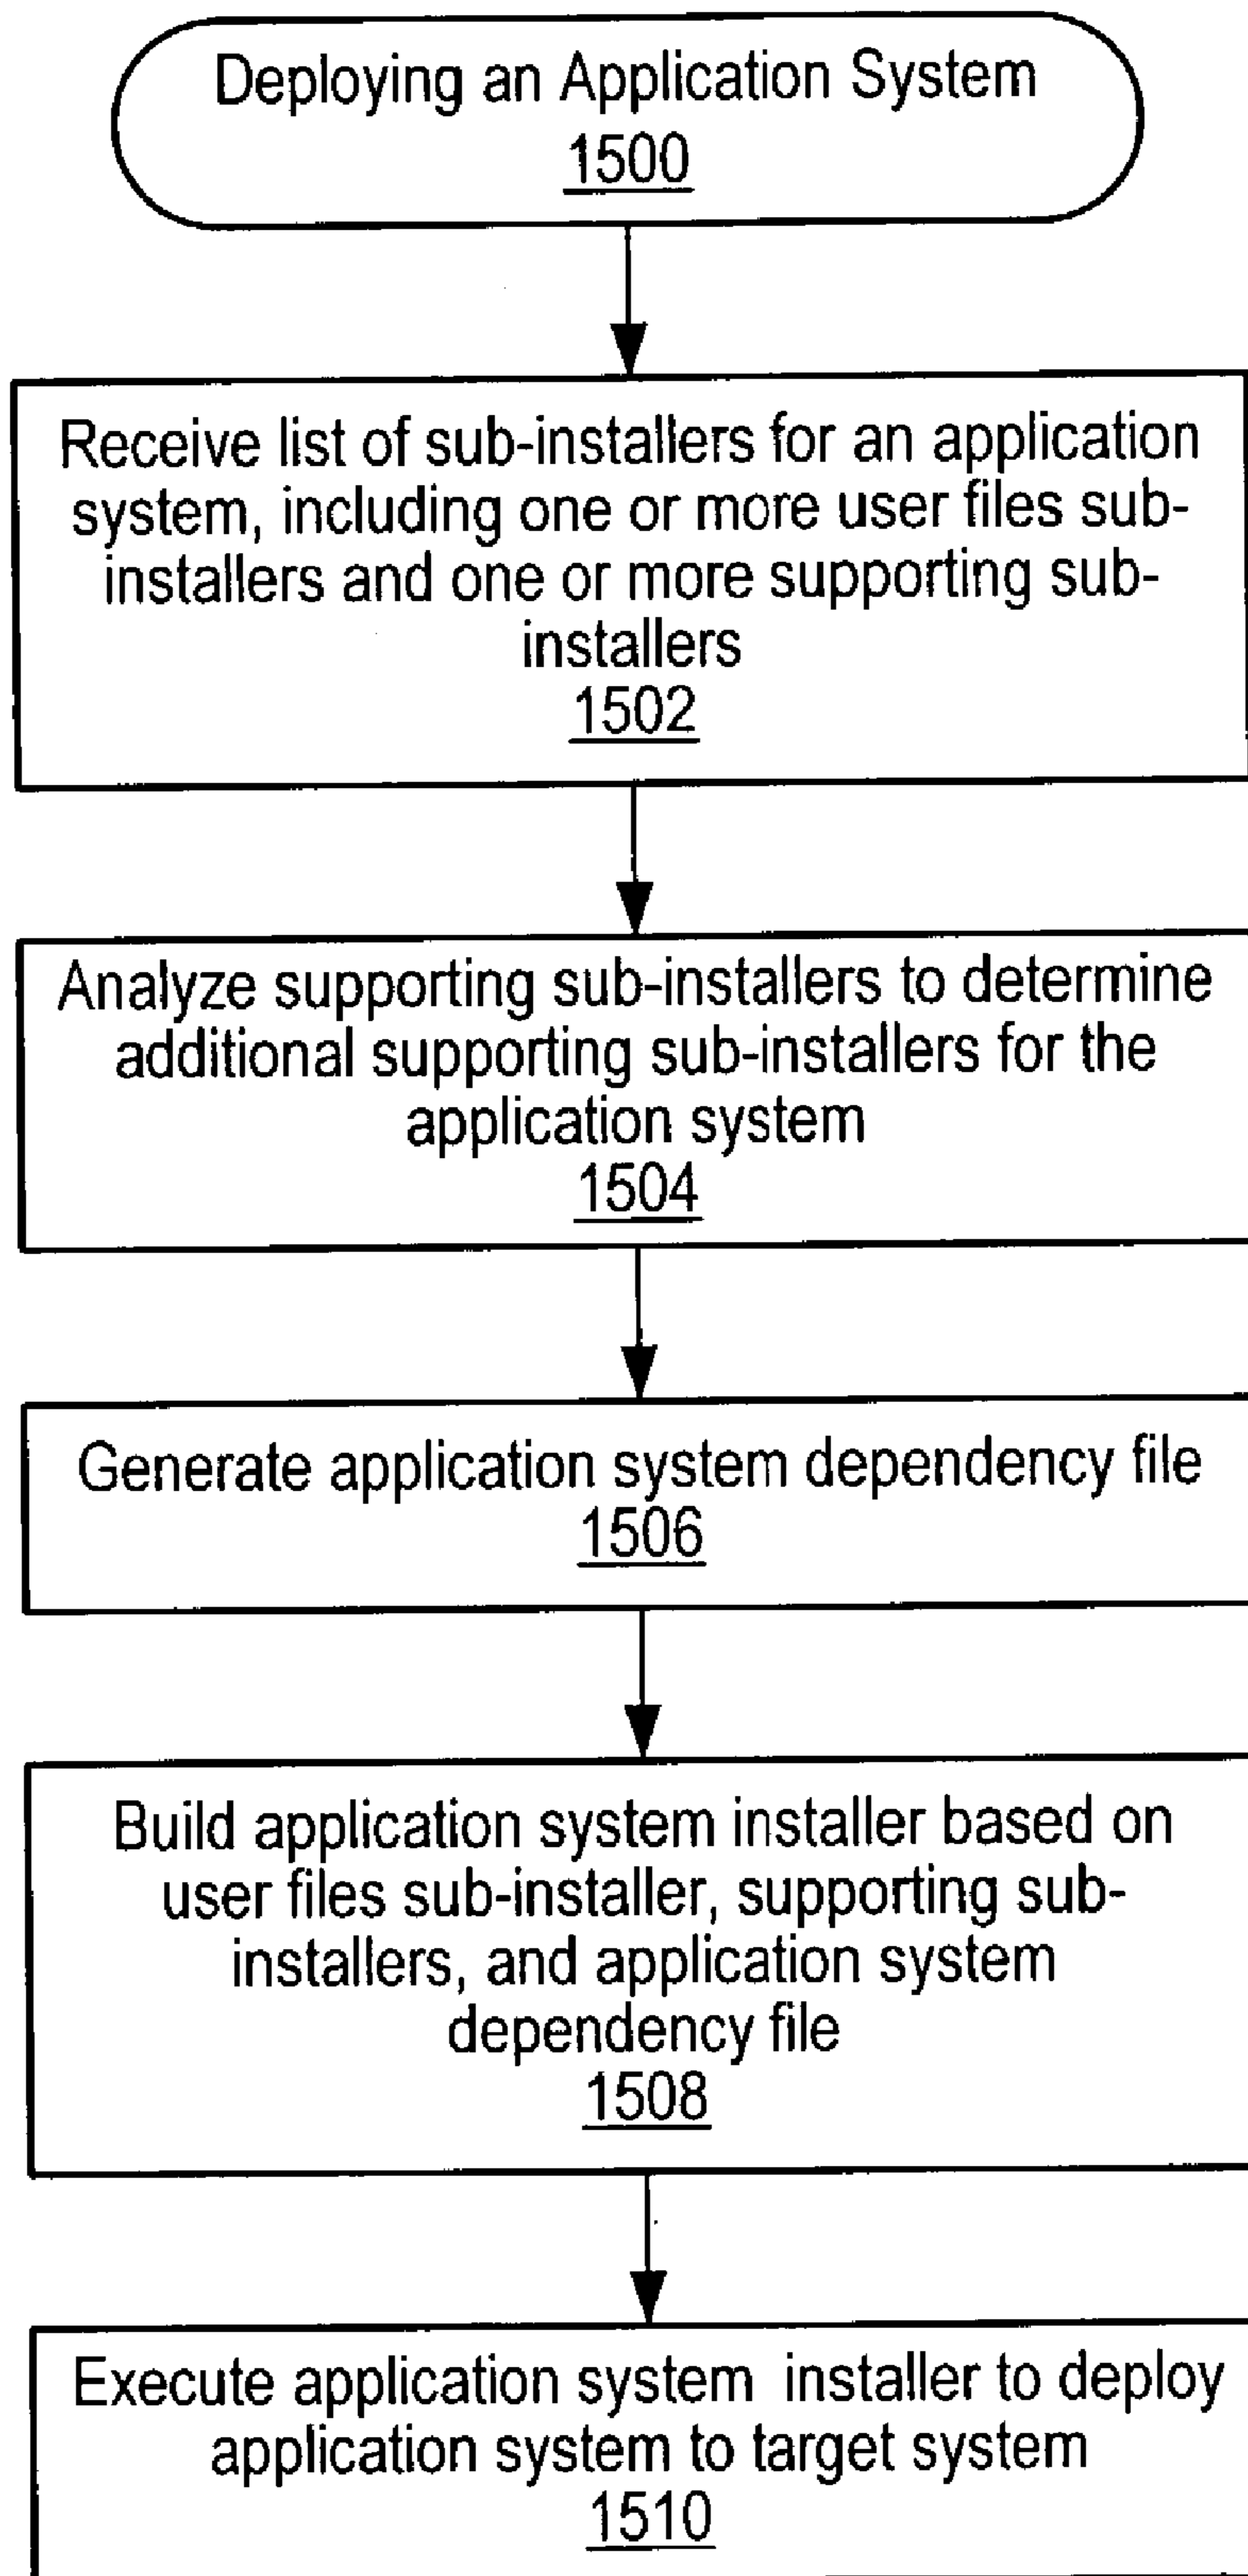 Deploying an Application System
1500
Receive list of sub-installers for an application
system, including one or more user files sub-
installers and one or more supporting sub-
installers
1502
Analyze supporting sub-installers to determine
additional supporting sub-installers for the
application system
1504
Generate application system dependency file
1506
Build application system installer based on
user files sub-installer, supporting sub-
installers, and application system
dependency file
1508
Execute application system installer to deploy
application system to target system
1510